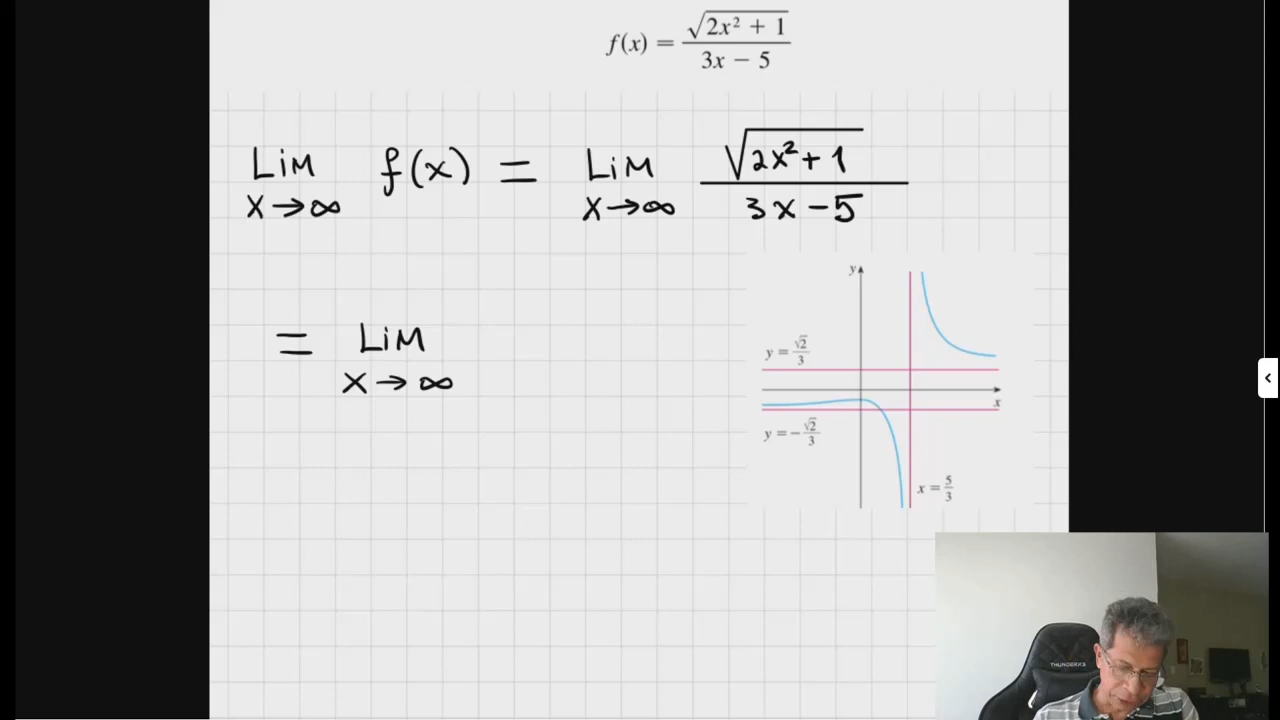 f(x) = √(2x² + 1) / (3x − 5)
Lim x→∞ f(x) = Lim x→∞ √(2x²+1) / (3x−5)
= Lim x→∞
y
y = √2/3
x
y = −√2/3
x = 5/3
THUNDERX3